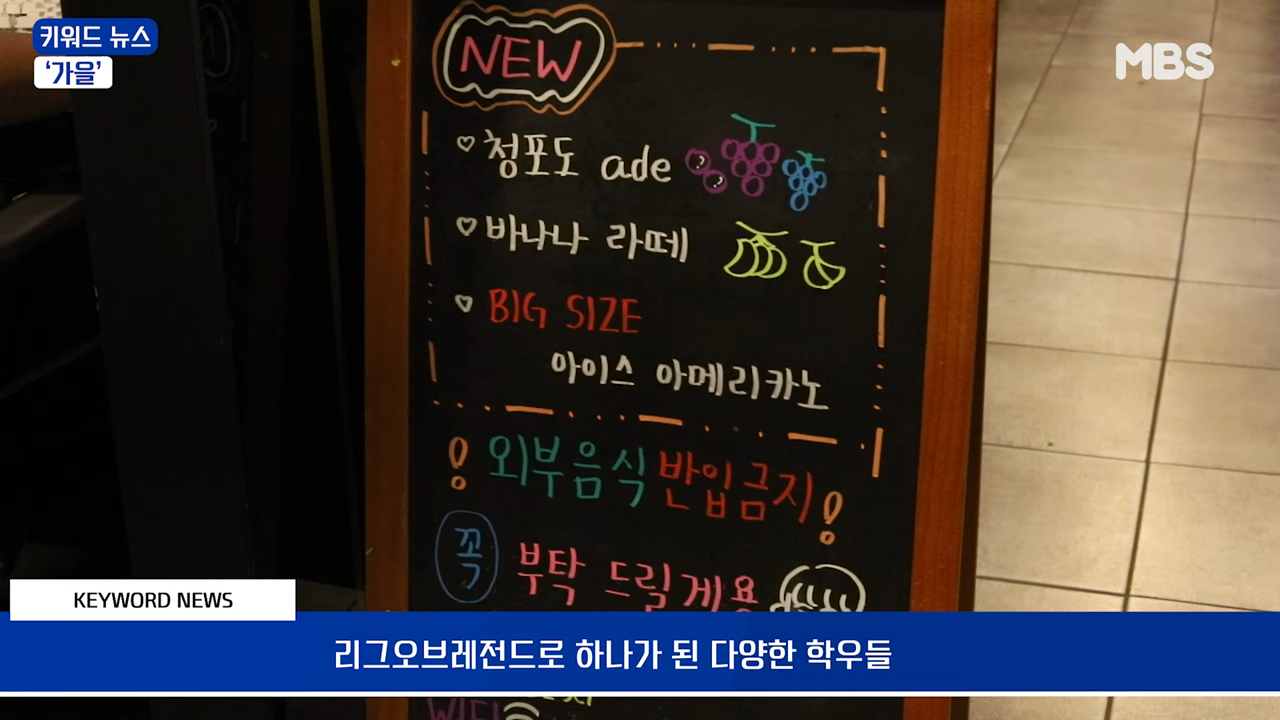 키워드 뉴스
'가을'
MBS
NEW
청포도 ade
바나나 라떼
BIG SIZE
아이스 아메리카노
! 외부음식 반입금지!
꼭 부탁 드릴게용
KEYWORD NEWS
리그오브레전드로 하나가 된 다양한 학우들
WIFI